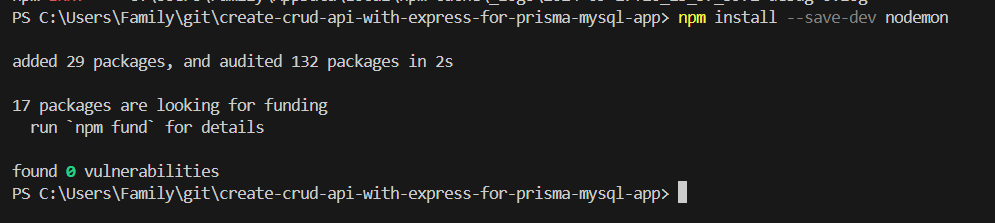 PS C:\Users\Family\git\create-crud-api-with-express-for-prisma-mysql-app> npm install --save-dev nodemon
added 29 packages, and audited 132 packages in 2s
17 packages are looking for funding
run `npm fund` for details
found 0 vulnerabilities
PS C:\Users\Family\git\create-crud-api-with-express-for-prisma-mysql-app>